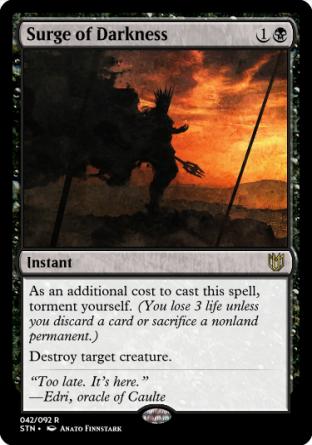 Surge of Darkness 1
Instant
As an additional cost to cast this spell,
torment yourself. (You lose 3 life unless
you discard a card or sacrifice a nonland
permanent.)
Destroy target creature.
“Too late. It’s here.”
—Edri, oracle of Caulte
042/092 R
STN • Anato Finnstark